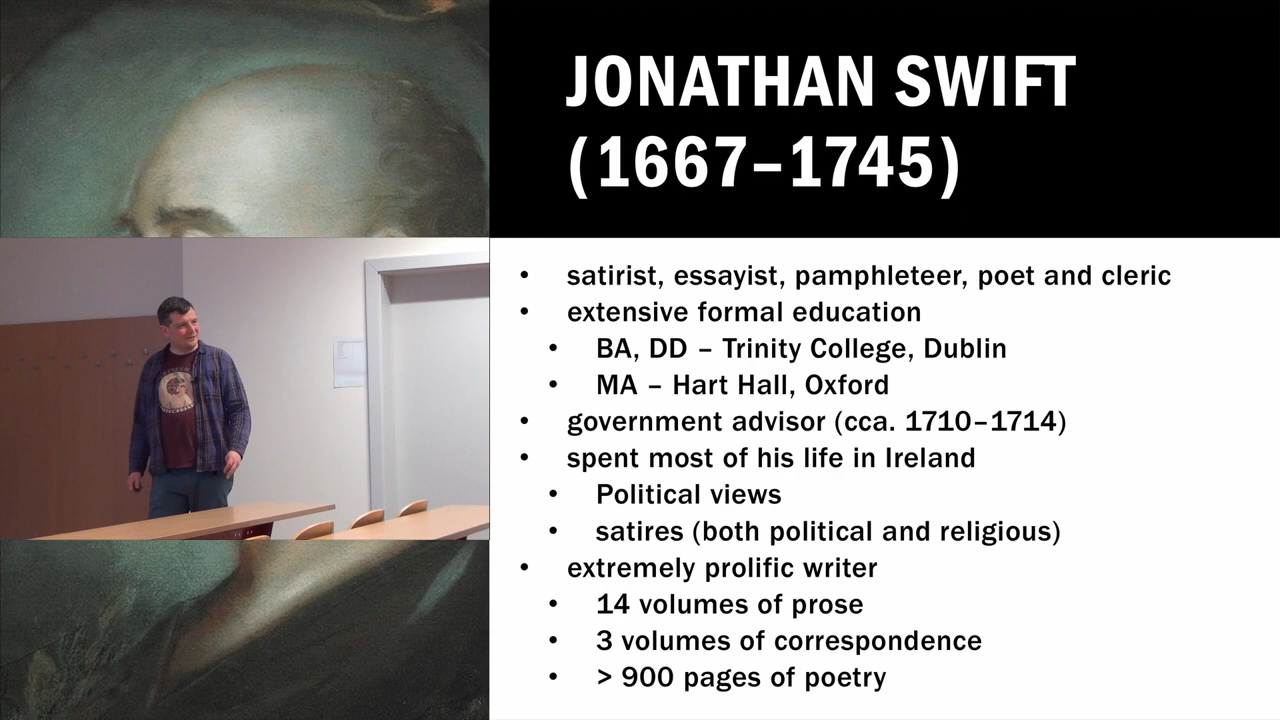 JONATHAN SWIFT
(1667–1745)
• satirist, essayist, pamphleteer, poet and cleric
• extensive formal education
• BA, DD – Trinity College, Dublin
• MA – Hart Hall, Oxford
• government advisor (cca. 1710–1714)
• spent most of his life in Ireland
• Political views
• satires (both political and religious)
• extremely prolific writer
• 14 volumes of prose
• 3 volumes of correspondence
• > 900 pages of poetry